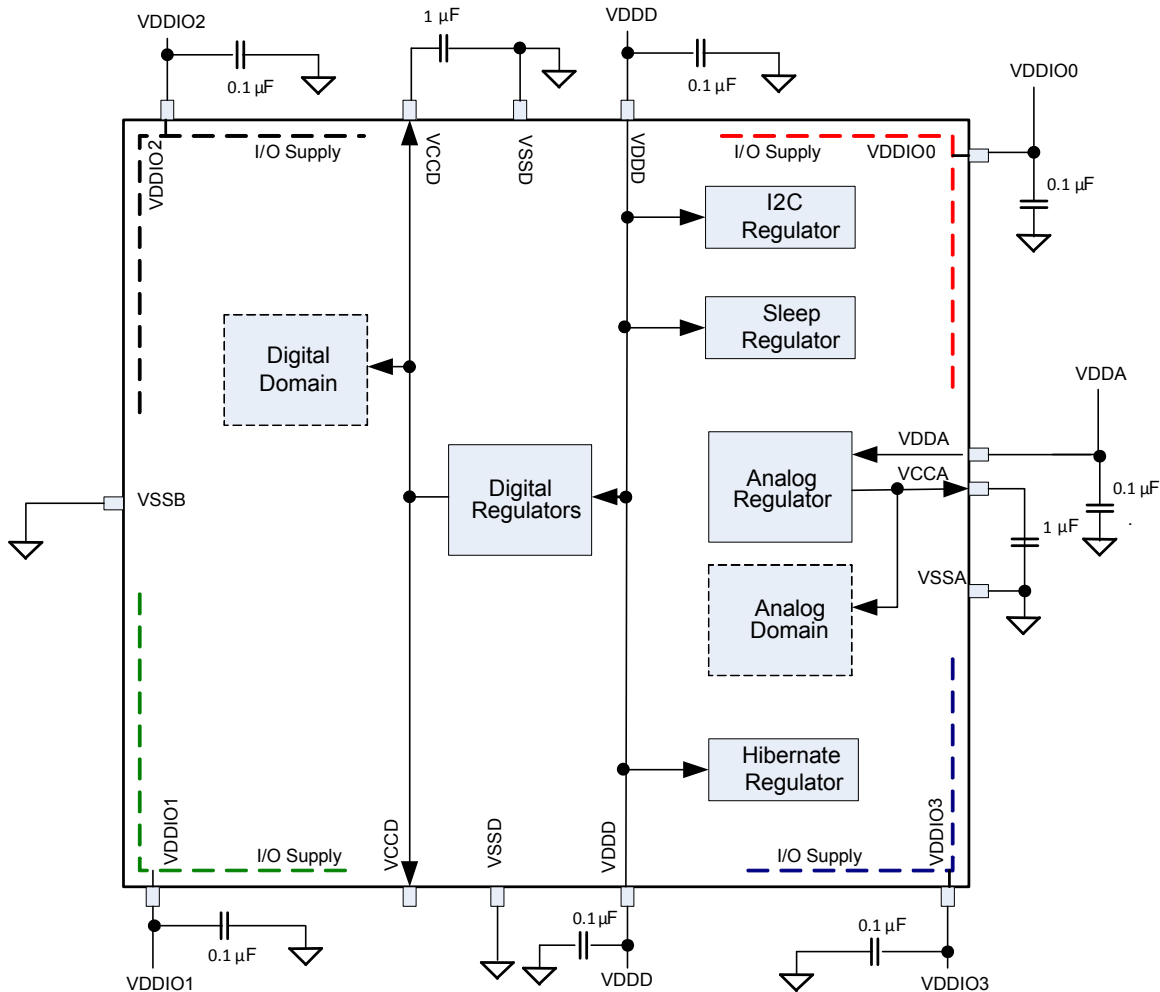 VDDIO2
0.1 µF
1 µF
VDDD
0.1 µF
VDDIO0
0.1 µF
VDDIO2
I/O Supply
VCCD
VSSD
VDDD
I/O Supply
VDDIO0
I2C
Regulator
Sleep
Regulator
Digital
Domain
VDDA
VDDA
VCCA
Analog
Regulator
0.1 µF
.
1 µF
VSSB
Digital
Regulators
VSSA
Analog
Domain
Hibernate
Regulator
VDDIO1
I/O Supply
VCCD
VSSD
VDDD
I/O Supply
VDDIO3
0.1 µF
VDDIO1
0.1 µF
VDDD
0.1 µF
VDDIO3